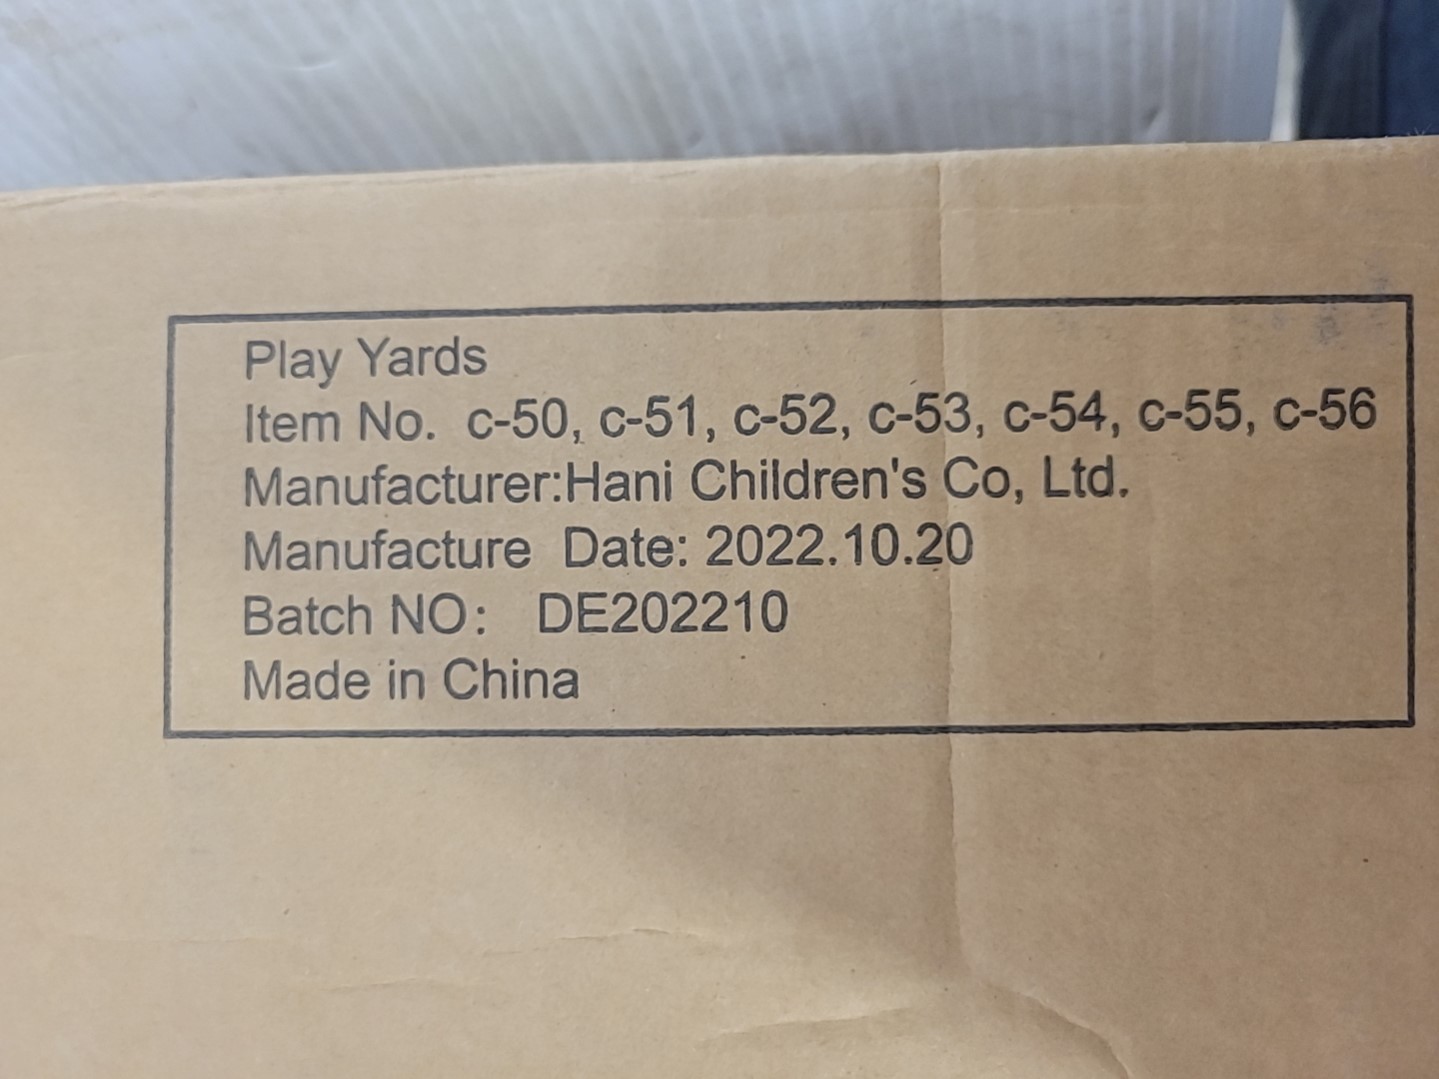 Play Yards
Item No. c-50, c-51, c-52, c-53, c-54, c-55, c-56
Manufacturer:Hani Children's Co, Ltd.
Manufacture Date: 2022.10.20
Batch NO: DE202210
Made in China